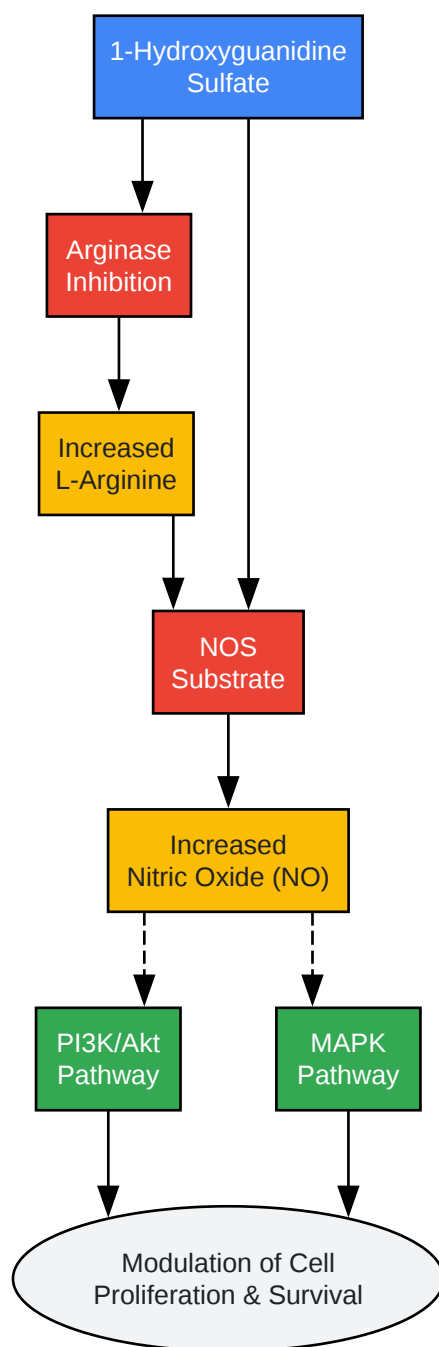 1-Hydroxyguanidine
Sulfate
Arginase
Inhibition
Increased
L-Arginine
NOS
Substrate
Increased
Nitric Oxide (NO)
PI3K/Akt
Pathway
MAPK
Pathway
Modulation of Cell
Proliferation & Survival